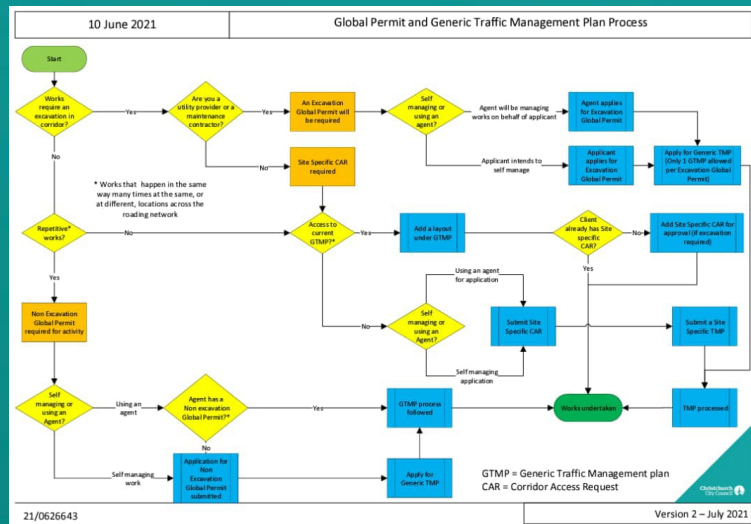 10 June 2021
Global Permit and Generic Traffic Management Plan Process
Start
Works
require an
excavation in
corridor?
Yes
Are you a
utility provider or a
maintenance
contractor?
Yes
An Excavation
Global Permit will
be required
Self
managing or
using an
agent?
Agent will be managing
works on behalf of applicant
Agent applies
for Excavation
Global Permit
Applicant intends to
self manage
Applicant
applies for
Excavation
Global Permit
Apply for Generic TMP
(Only 1 GTMP allowed
per Excavation Global
Permit)
No
No
Site Specific CAR
required
* Works that happen in the same
way many times at the same, or
at different, locations across the
roading network
Repetitive*
works?
No
Access to
current
GTMP?*
Yes
Add a layout
under GTMP
Client
already has Site
specific
CAR?
No
Add Site Specific CAR for
approval (if excavation
required)
Yes
Yes
Non Excavation
Global Permit
required for activity
No
Self
managing or
using an
Agent?
Using an agent
for application
Self managing
application
Submit Site
Specific CAR
Submit a Site
Specific TMP
Self
managing or
using an
Agent?
Using an
agent
Agent has a
Non excavation
Global Permit?*
Yes
GTMP process
followed
Works undertaken
TMP processed
No
Self managing
work
Application for
Non
Excavation
Global Permit
submitted
Apply for
Generic TMP
GTMP = Generic Traffic Management plan
CAR = Corridor Access Request
Christchurch
City Council
21/0626643
Version 2 – July 2021